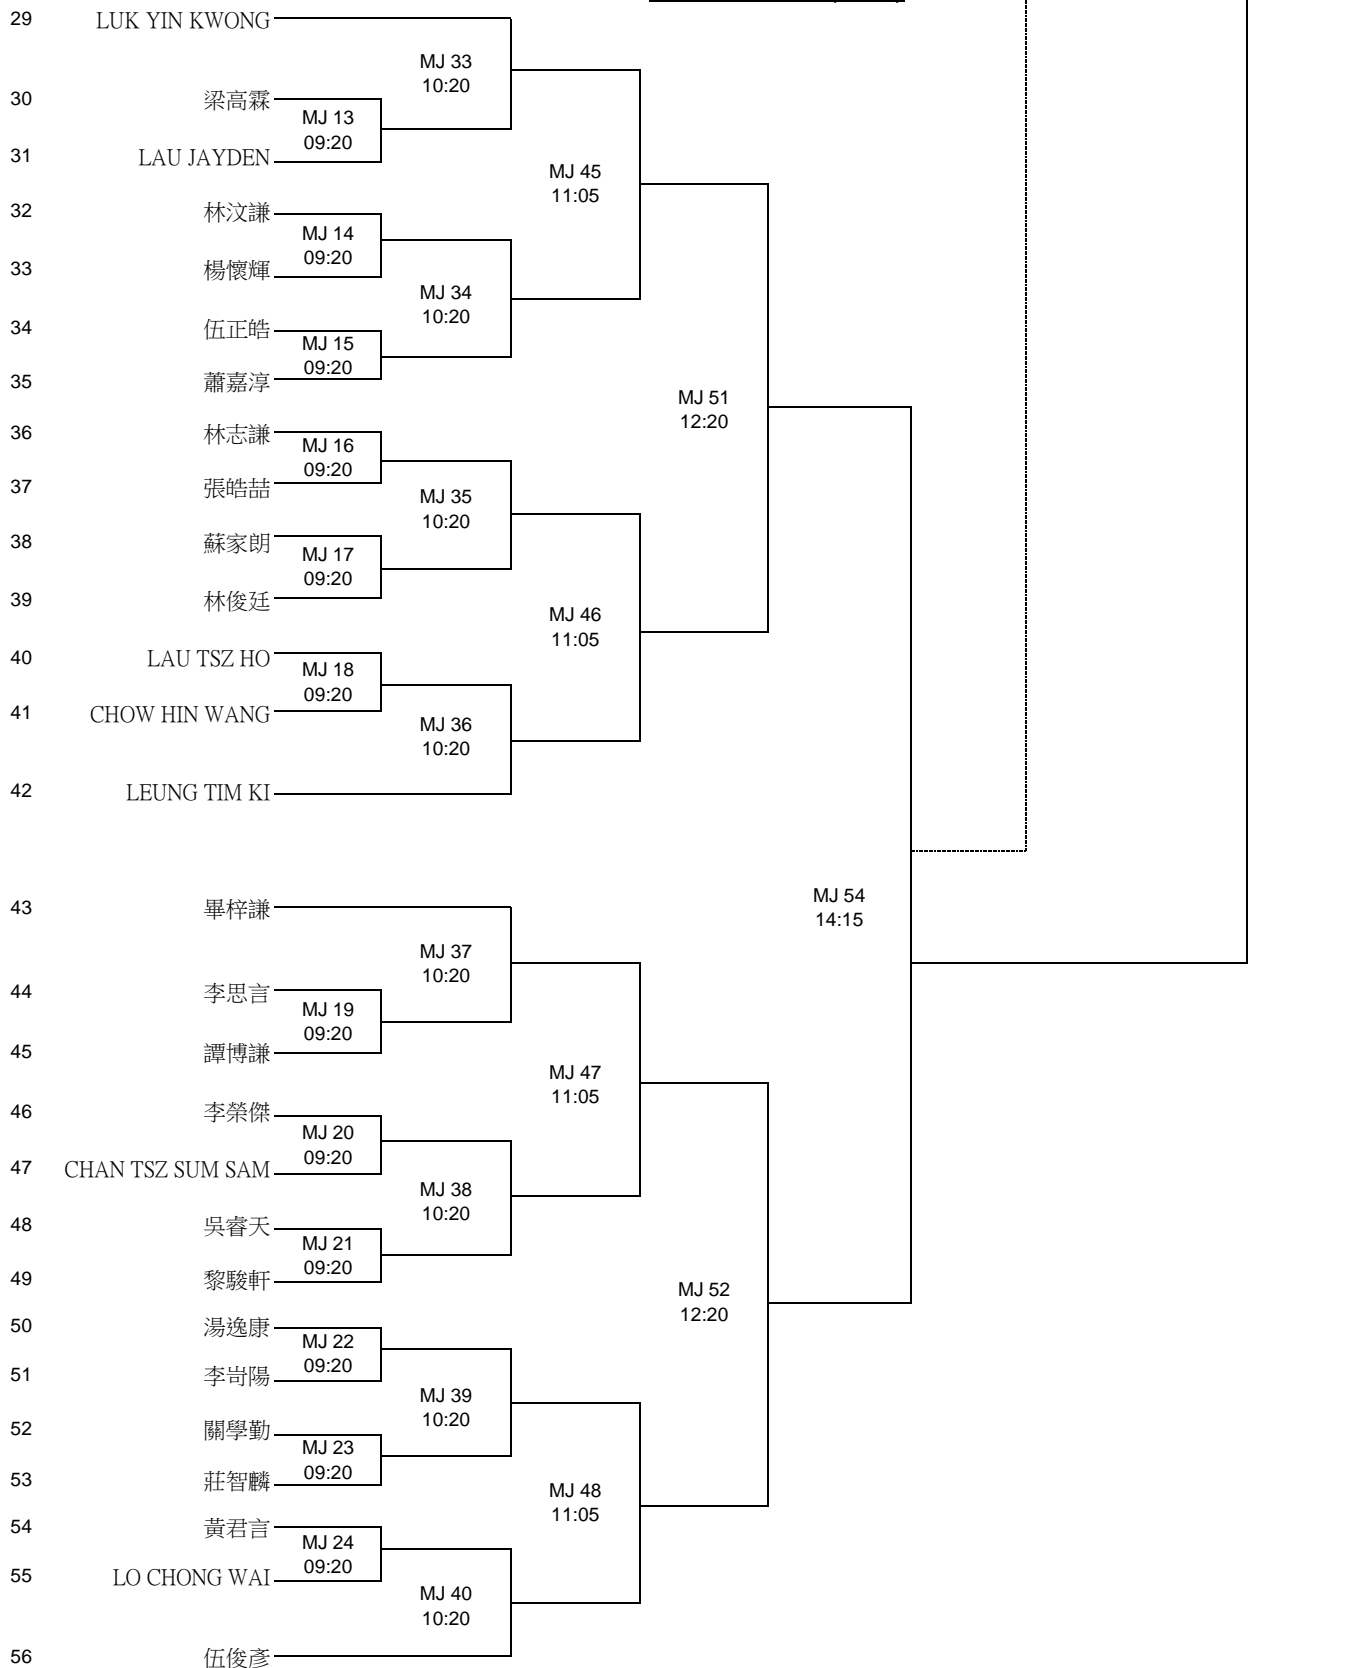 29 LUK YIN KWONG
MJ 33
10:20
30 梁高霖
MJ 13
09:20
31 LAU JAYDEN
MJ 45
11:05
32 林汶謙
MJ 14
09:20
33 楊懷輝
MJ 34
10:20
34 伍正皓
MJ 15
09:20
35 蕭嘉淳
MJ 51
12:20
36 林志謙
MJ 16
09:20
37 張皓喆
MJ 35
10:20
38 蘇家朗
MJ 17
09:20
39 林俊廷
MJ 46
11:05
40 LAU TSZ HO
MJ 18
09:20
41 CHOW HIN WANG
MJ 36
10:20
42 LEUNG TIM KI
MJ 54
14:15
43 畢梓謙
MJ 37
10:20
44 李思言
MJ 19
09:20
45 譚博謙
MJ 47
11:05
46 李榮傑
MJ 20
09:20
47 CHAN TSZ SUM SAM
MJ 38
10:20
48 吳睿天
MJ 21
09:20
49 黎駿軒
MJ 52
12:20
50 湯逸康
MJ 22
09:20
51 李岢陽
MJ 39
10:20
52 關學勤
MJ 23
09:20
53 莊智麟
MJ 48
11:05
54 黃君言
MJ 24
09:20
55 LO CHONG WAI
MJ 40
10:20
56 伍俊彥